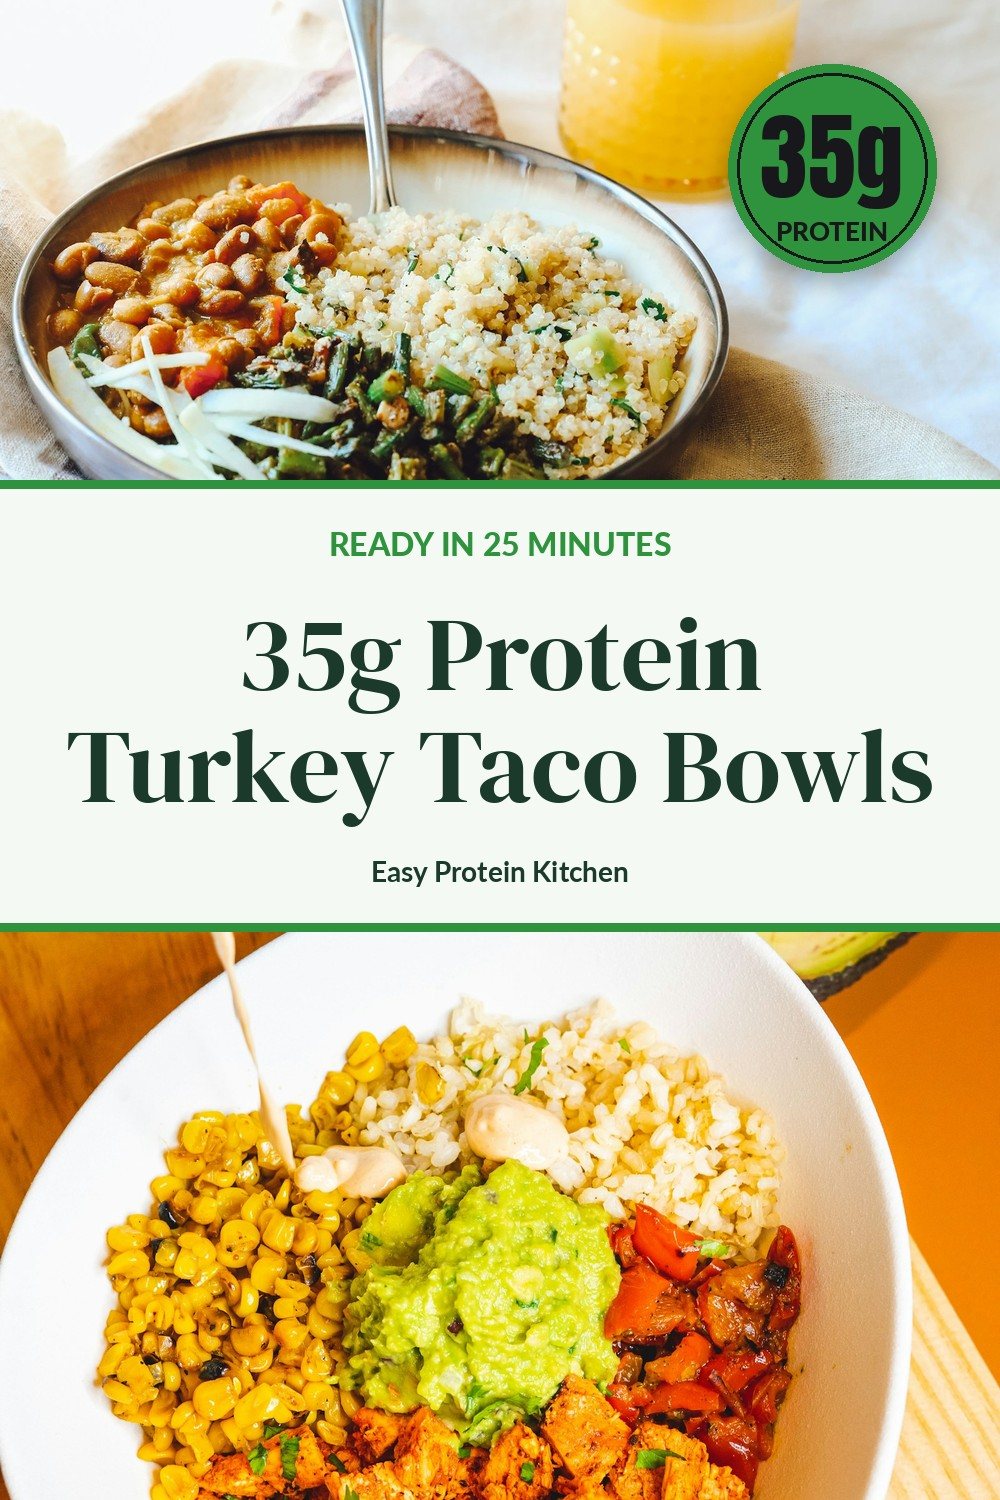 35g
PROTEIN
READY IN 25 MINUTES
35g Protein
Turkey Taco Bowls
Easy Protein Kitchen